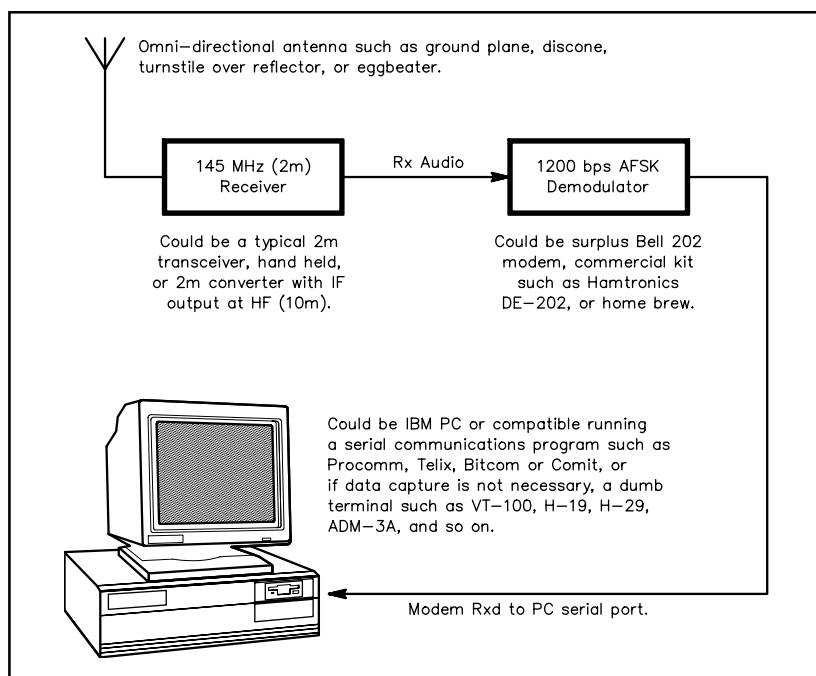 Omni-directional antenna such as ground plane, discone,
turnstile over reflector, or eggbeater.
145 MHz (2m)
Receiver
Rx Audio
1200 bps AFSK
Demodulator
Could be a typical 2m
transceiver, hand held,
or 2m converter with IF
output at HF (10m).
Could be surplus Bell 202
modem, commercial kit
such as Hamtronics
DE-202, or home brew.
Could be IBM PC or compatible running
a serial communications program such as
Procomm, Telix, Bitcom or Comit, or
if data capture is not necessary, a dumb
terminal such as VT-100, H-19, H-29,
ADM-3A, and so on.
Modem Rxd to PC serial port.